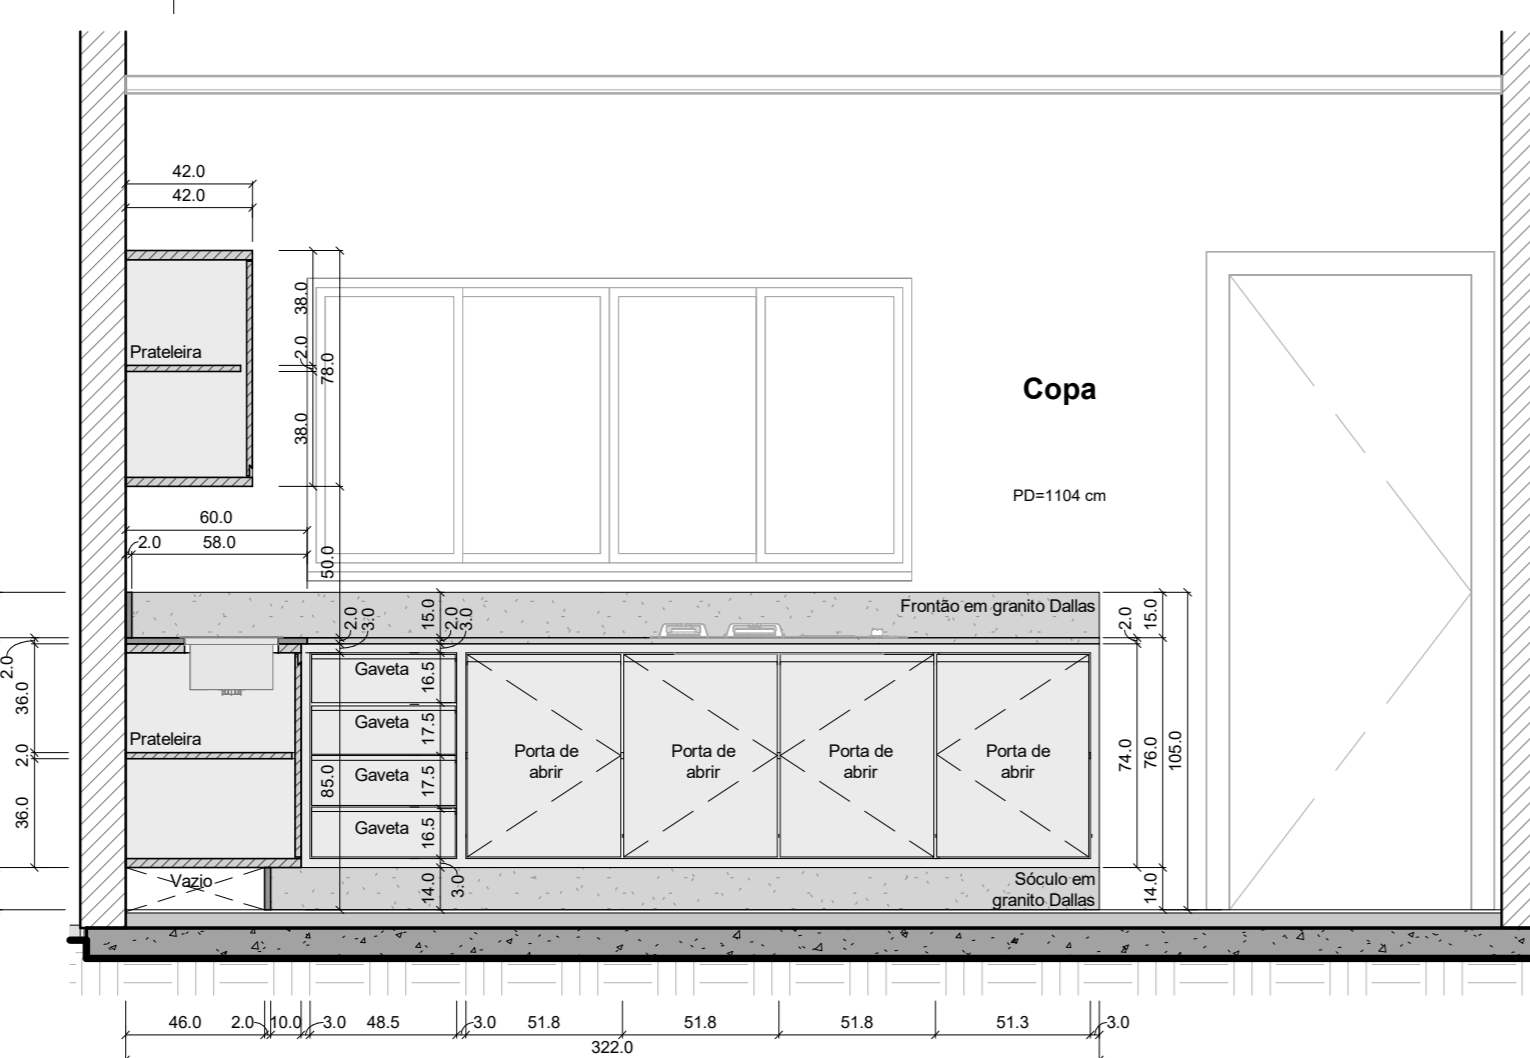 42.0
42.0
38.0
2.0
78.0
38.0
Prateleira
Copa
PD=1104 cm
60.0
2.0
58.0
50.0
Frontão em granito Dallas
2.0
3.0
15.0
2.0
3.0
2.0
15.0
2.0
36.0
2.0
36.0
Prateleira
Gaveta
16.5
Gaveta
17.5
Gaveta
17.5
Gaveta
16.5
85.0
Porta de
abrir
Porta de
abrir
Porta de
abrir
Porta de
abrir
74.0
76.0
105.0
Vazio
14.0
3.0
Sóculo em
granito Dallas
14.0
46.0
2.0
10.0
3.0
48.5
3.0
51.8
51.8
51.8
51.3
3.0
322.0